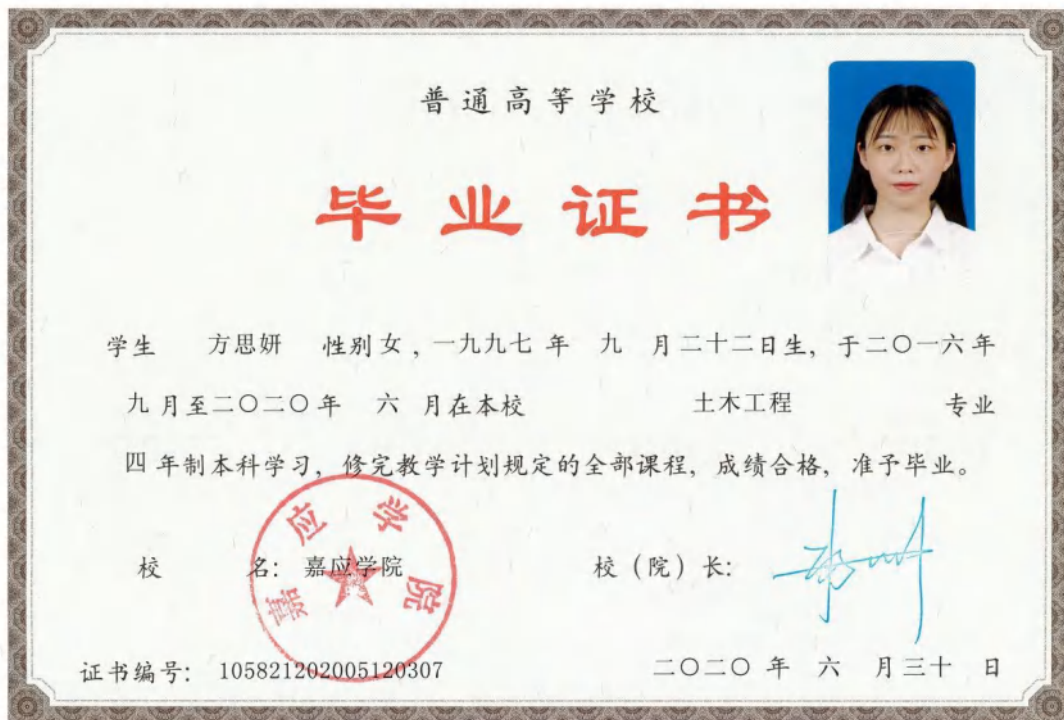 普通高等学校
毕业证书
学生 方思妍 性别女，一九九七年 九 月二十二日生，于二〇一六年
九月至二〇二〇年 六 月在本校 土木工程 专业
四年制本科学习，修完教学计划规定的全部课程，成绩合格，准予毕业。
校 名：嘉应学院
嘉应学院
校（院）长：
证书编号：105821202005120307
二〇二〇年 六 月三十 日